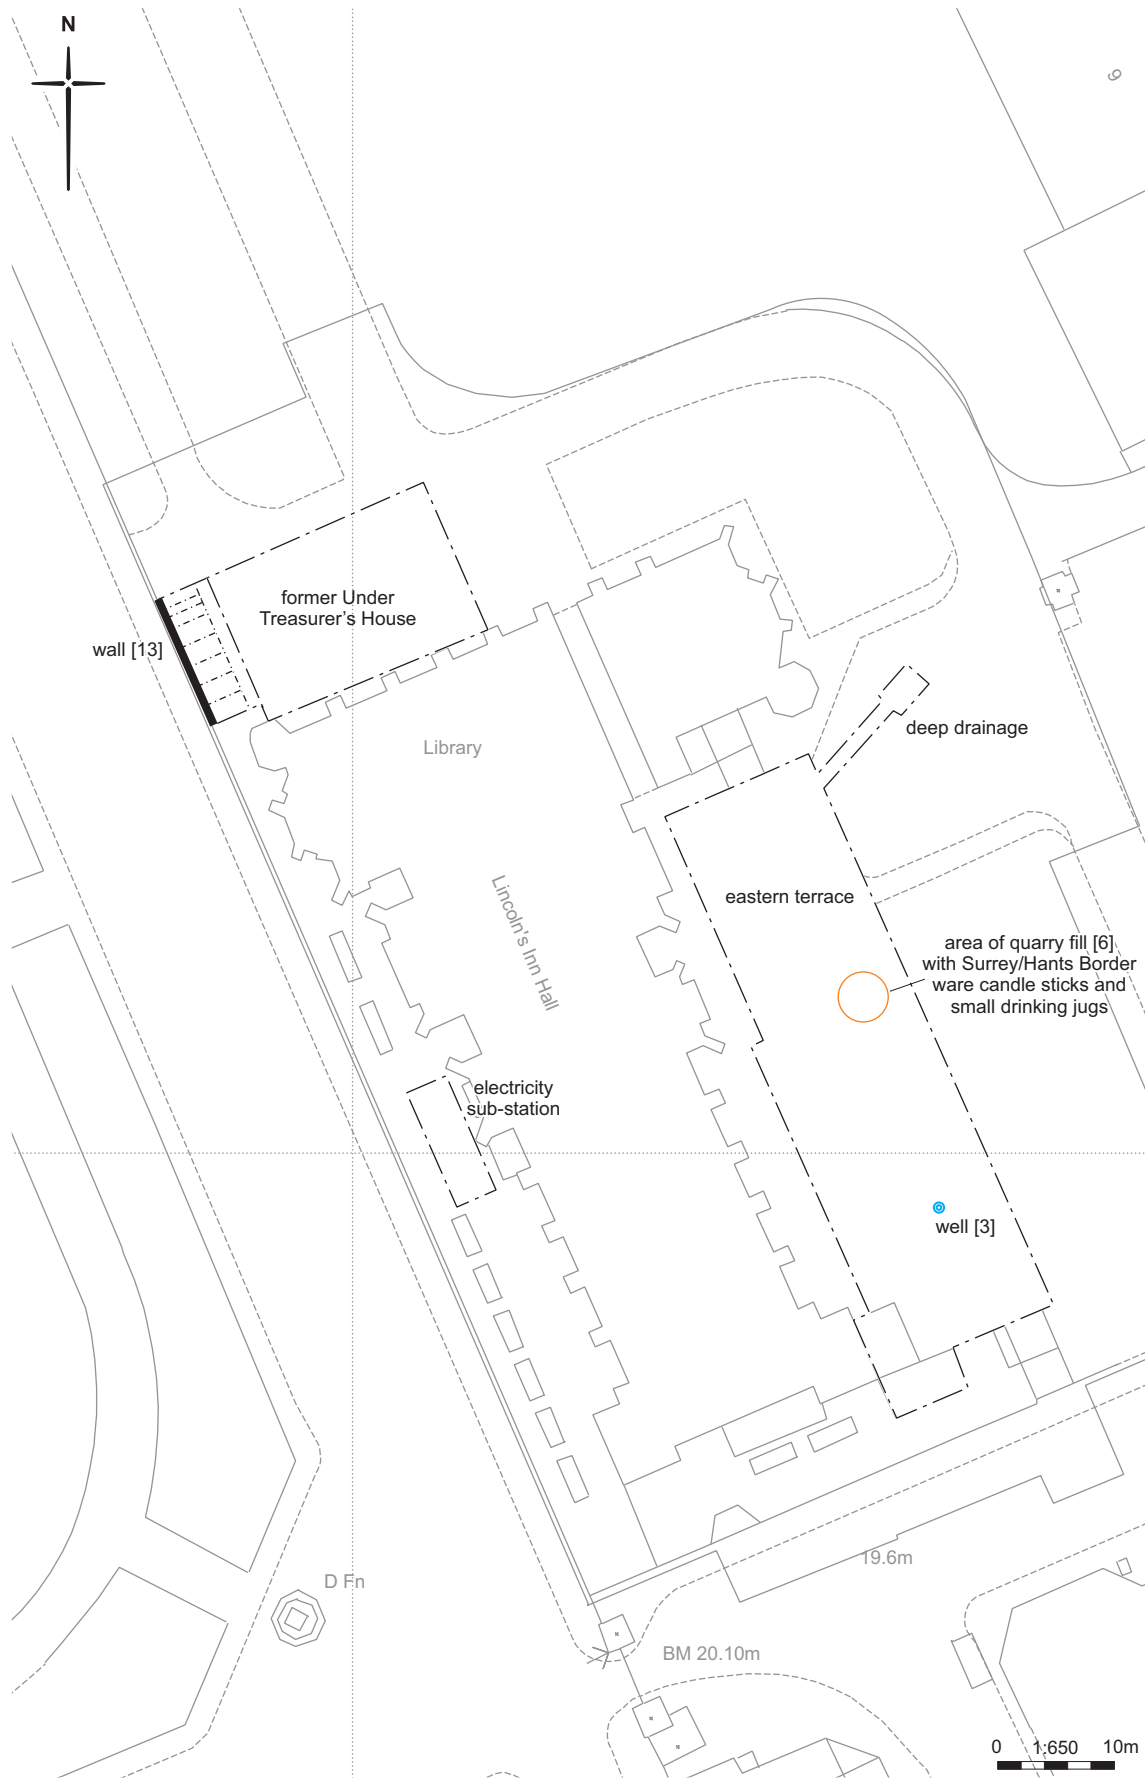 N
9
former Under
Treasurer's House
wall [13]
Library
deep drainage
eastern terrace
Lincoln's Inn Hall
area of quarry fill [6]
with Surrey/Hants Border
ware candle sticks and
small drinking jugs
electricity
sub-station
well [3]
19.6m
D Fn
BM 20.10m
0 1:650 10m